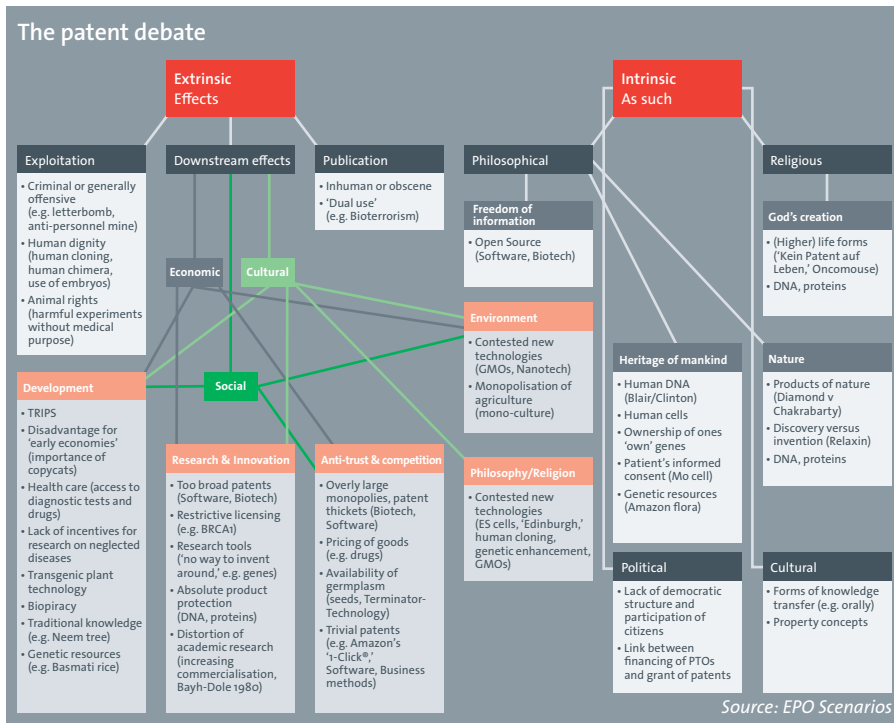 The patent debate
Extrinsic
Effects
Intrinsic
As such
Exploitation
• Criminal or generally
offensive
(e.g. letterbomb,
anti-personnel mine)
• Human dignity
(human cloning,
human chimera,
use of embryos)
• Animal rights
(harmful experiments
without medical
purpose)
Downstream effects
Publication
• Inhuman or obscene
• ‘Dual use’
(e.g. Bioterrorism)
Philosophical
Religious
Freedom of
information
• Open Source
(Software, Biotech)
God’s creation
• (Higher) life forms
(‘Kein Patent auf
Leben,’ Oncomouse)
• DNA, proteins
Economic
Cultural
Social
Environment
• Contested new
technologies
(GMOs, Nanotech)
• Monopolisation of
agriculture
(mono-culture)
Heritage of mankind
• Human DNA
(Blair/Clinton)
• Human cells
• Ownership of ones
‘own’ genes
• Patient’s informed
consent (Mo cell)
• Genetic resources
(Amazon flora)
Nature
• Products of nature
(Diamond v
Chakrabarty)
• Discovery versus
invention (Relaxin)
• DNA, proteins
Development
• TRIPS
• Disadvantage for
‘early economies’
(importance of
copycats)
• Health care (access to
diagnostic tests and
drugs)
• Lack of incentives for
research on neglected
diseases
• Transgenic plant
technology
• Biopiracy
• Traditional knowledge
(e.g. Neem tree)
• Genetic resources
(e.g. Basmati rice)
Research & Innovation
• Too broad patents
(Software, Biotech)
• Restrictive licensing
(e.g. BRCA1)
• Research tools
(‘no way to invent
around,’ e.g. genes)
• Absolute product
protection
(DNA, proteins)
• Distortion of
academic research
(increasing
commercialisation,
Bayh-Dole 1980)
Anti-trust & competition
• Overly large
monopolies, patent
thickets (Biotech,
Software)
• Pricing of goods
(e.g. drugs)
• Availability of
germplasm
(seeds, Terminator-
Technology)
• Trivial patents
(e.g. Amazon’s
‘1-Click®,’
Software, Business
methods)
Philosophy/Religion
• Contested new
technologies
(ES cells, ‘Edinburgh,’
human cloning,
genetic enhancement,
GMOs)
Political
• Lack of democratic
structure and
participation of
citizens
• Link between
financing of PTOs
and grant of patents
Cultural
• Forms of knowledge
transfer (e.g. orally)
• Property concepts
Source: EPO Scenarios